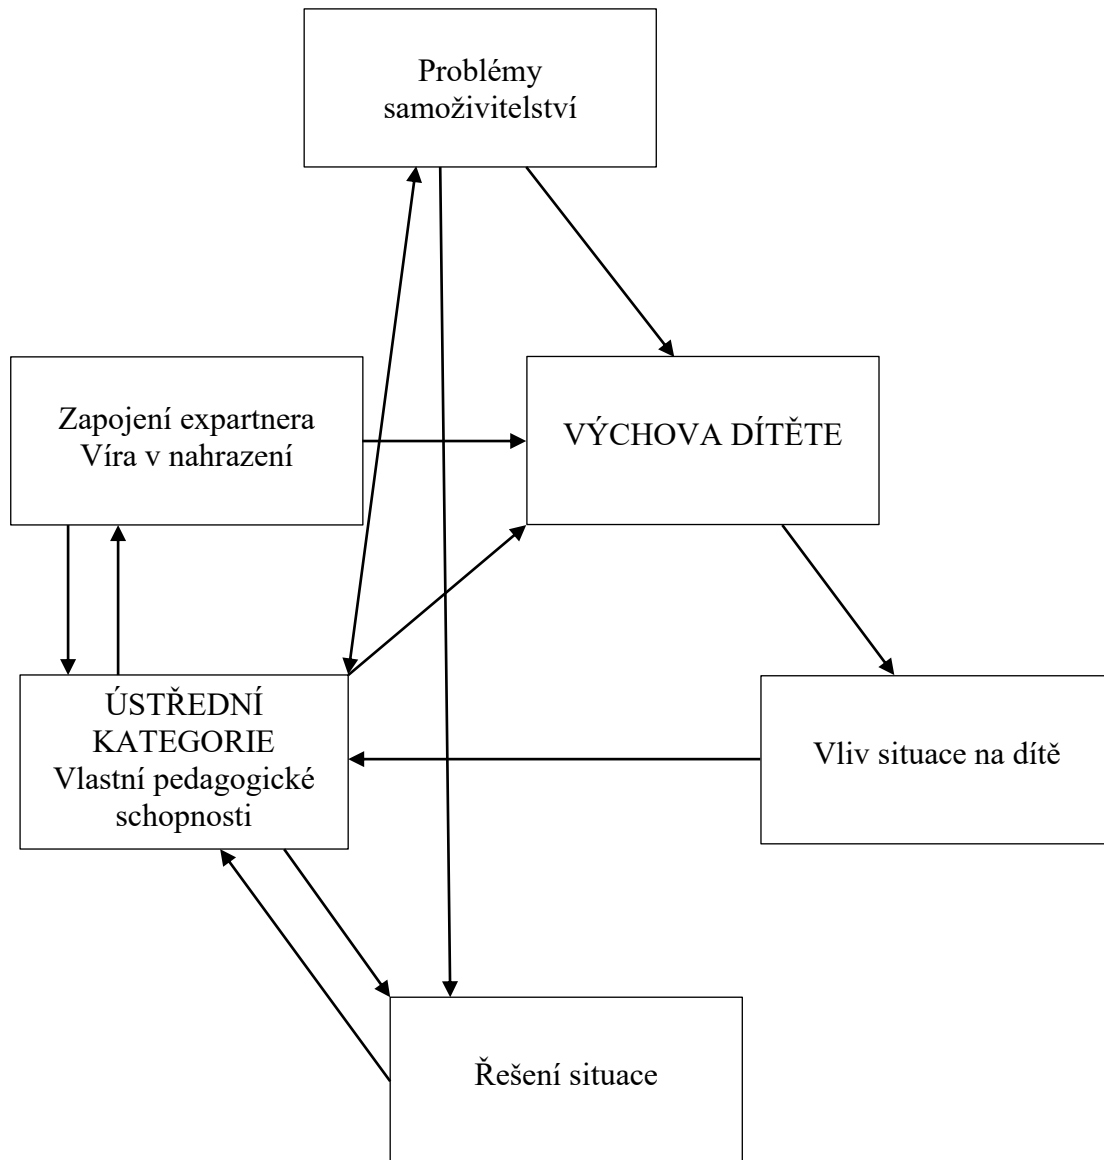 Problémy
samoživitelství
Zapojení expartnera
Víra v nahrazení
VÝCHOVA DÍTĚTE
ÚSTŘEDNÍ
KATEGORIE
Vlastní pedagogické
schopnosti
Vliv situace na dítě
Řešení situace